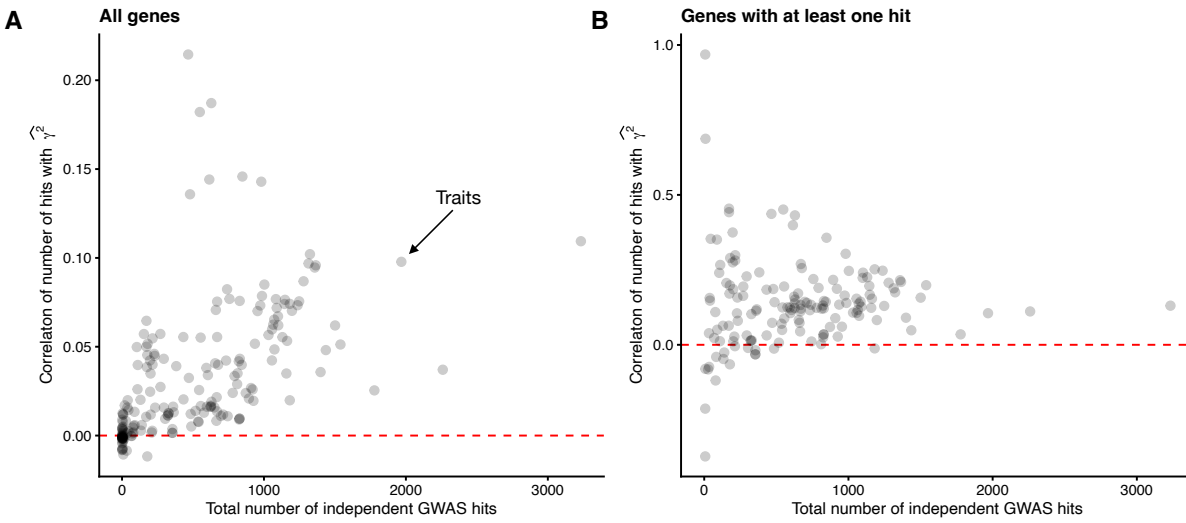 A
All genes
Correlaton of number of hits with γ̂²
0.20
0.15
0.10
0.05
0.00
Traits
0
1000
2000
3000
Total number of independent GWAS hits
B
Genes with at least one hit
Correlaton of number of hits with γ̂²
1.0
0.5
0.0
0
1000
2000
3000
Total number of independent GWAS hits